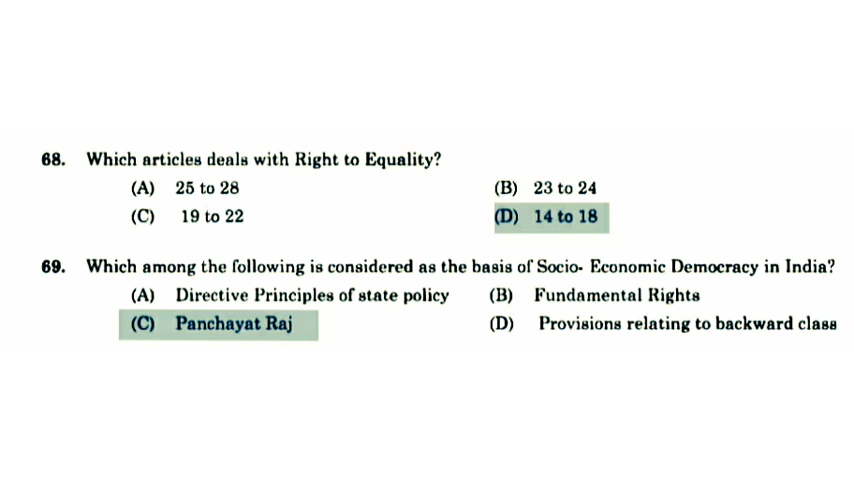 68. Which articles deals with Right to Equality?
(A) 25 to 28 (B) 23 to 24
(C) 19 to 22 (D) 14 to 18
69. Which among the following is considered as the basis of Socio- Economic Democracy in India?
(A) Directive Principles of state policy (B) Fundamental Rights
(C) Panchayat Raj (D) Provisions relating to backward class